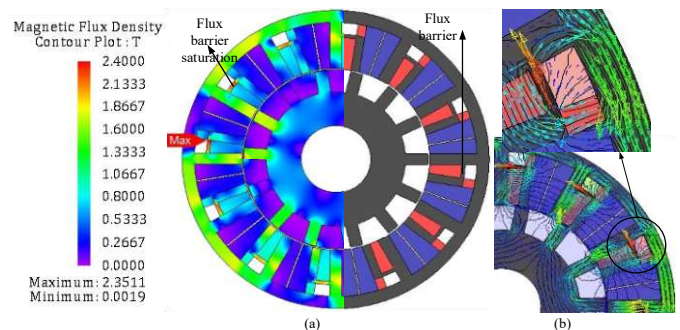 Magnetic Flux Density
Contour Plot : T
2.4000
2.1333
1.8667
1.6000
1.3333
1.0667
0.8000
0.5333
0.2667
0.0000
Maximum: 2.3511
Minimum: 0.0019
Flux
barrier
saturation
Max
Flux
barrier
(a)
(b)